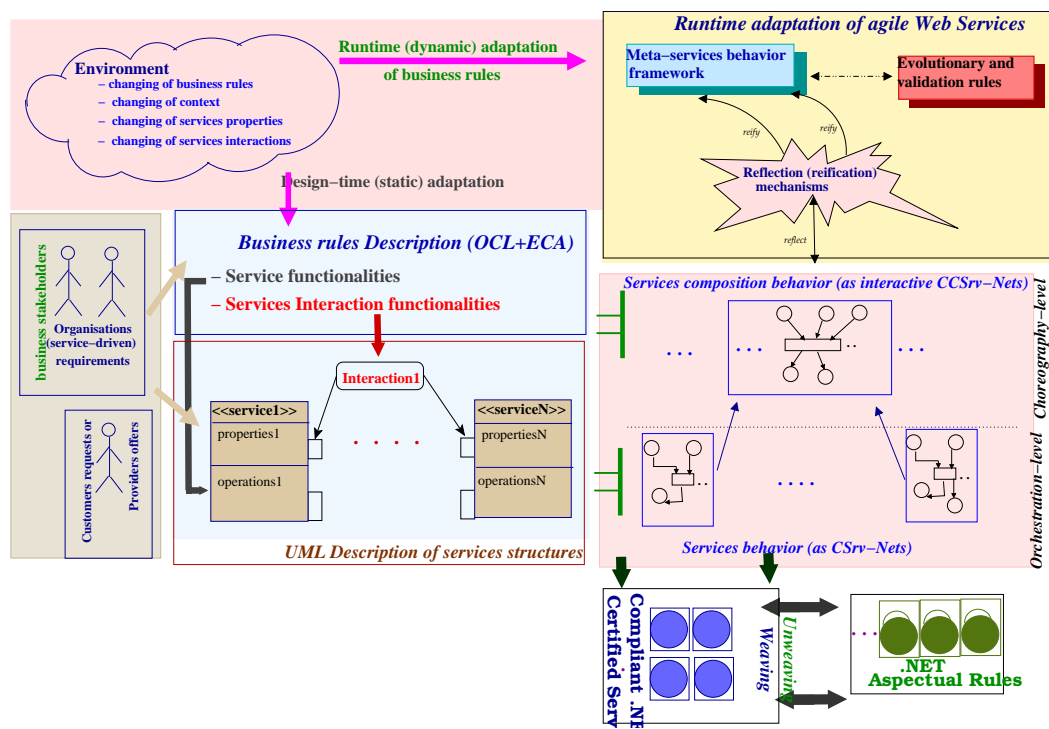 Runtime adaptation of agile Web Services
Environment
– changing of business rules
– changing of context
– changing of services properties
– changing of services interactions
Runtime (dynamic) adaptation
of business rules
Meta−services behavior
framework
Evolutionary and
validation rules
reify
reify
Reflection (reification)
mechanisms
reflect
Design−time (static) adaptation
business stakeholders
Organisations
(service−driven)
requirements
Customers requests or
Providers offers
Business rules Description (OCL+ECA)
– Service functionalities
– Services Interaction functionalities
Interaction1
<<service1>>
properties1
operations1
. . . .
<<serviceN>>
propertiesN
operationsN
UML Description of services structures
Services composition behavior (as interactive CCSrv−Nets)
. . .
. . .
. .
. . .
Choreography−level
Orchestration−level
. .
. . . .
. .
Services behavior (as CSrv−Nets)
Compliant .NE
Certified Serv
Weaving
Unweaving
. . .
.NET
Aspectual Rules